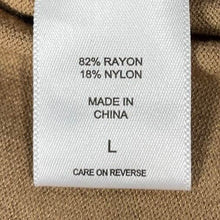 82% RAYON
18% NYLON
MADE IN
CHINA
L
CARE ON REVERSE